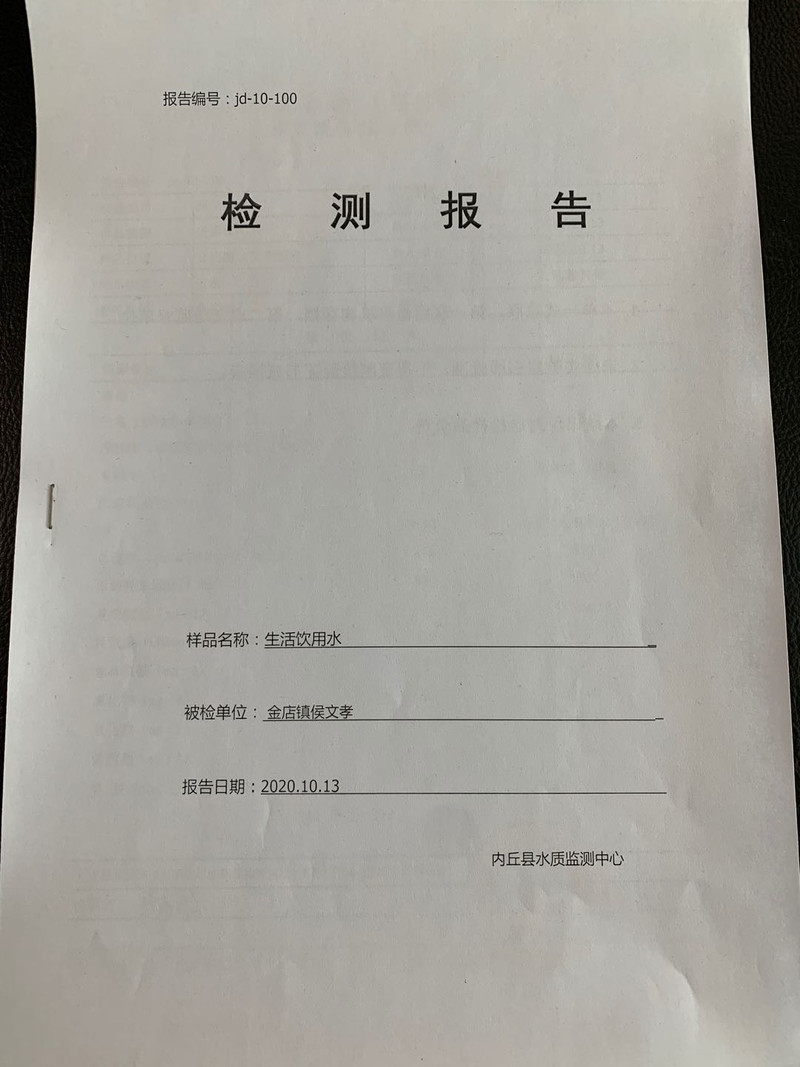 报告编号：jd-10-100
检 测 报 告
样品名称：生活饮用水
被检单位：金店镇侯文孝
报告日期：2020.10.13
内丘县水质监测中心